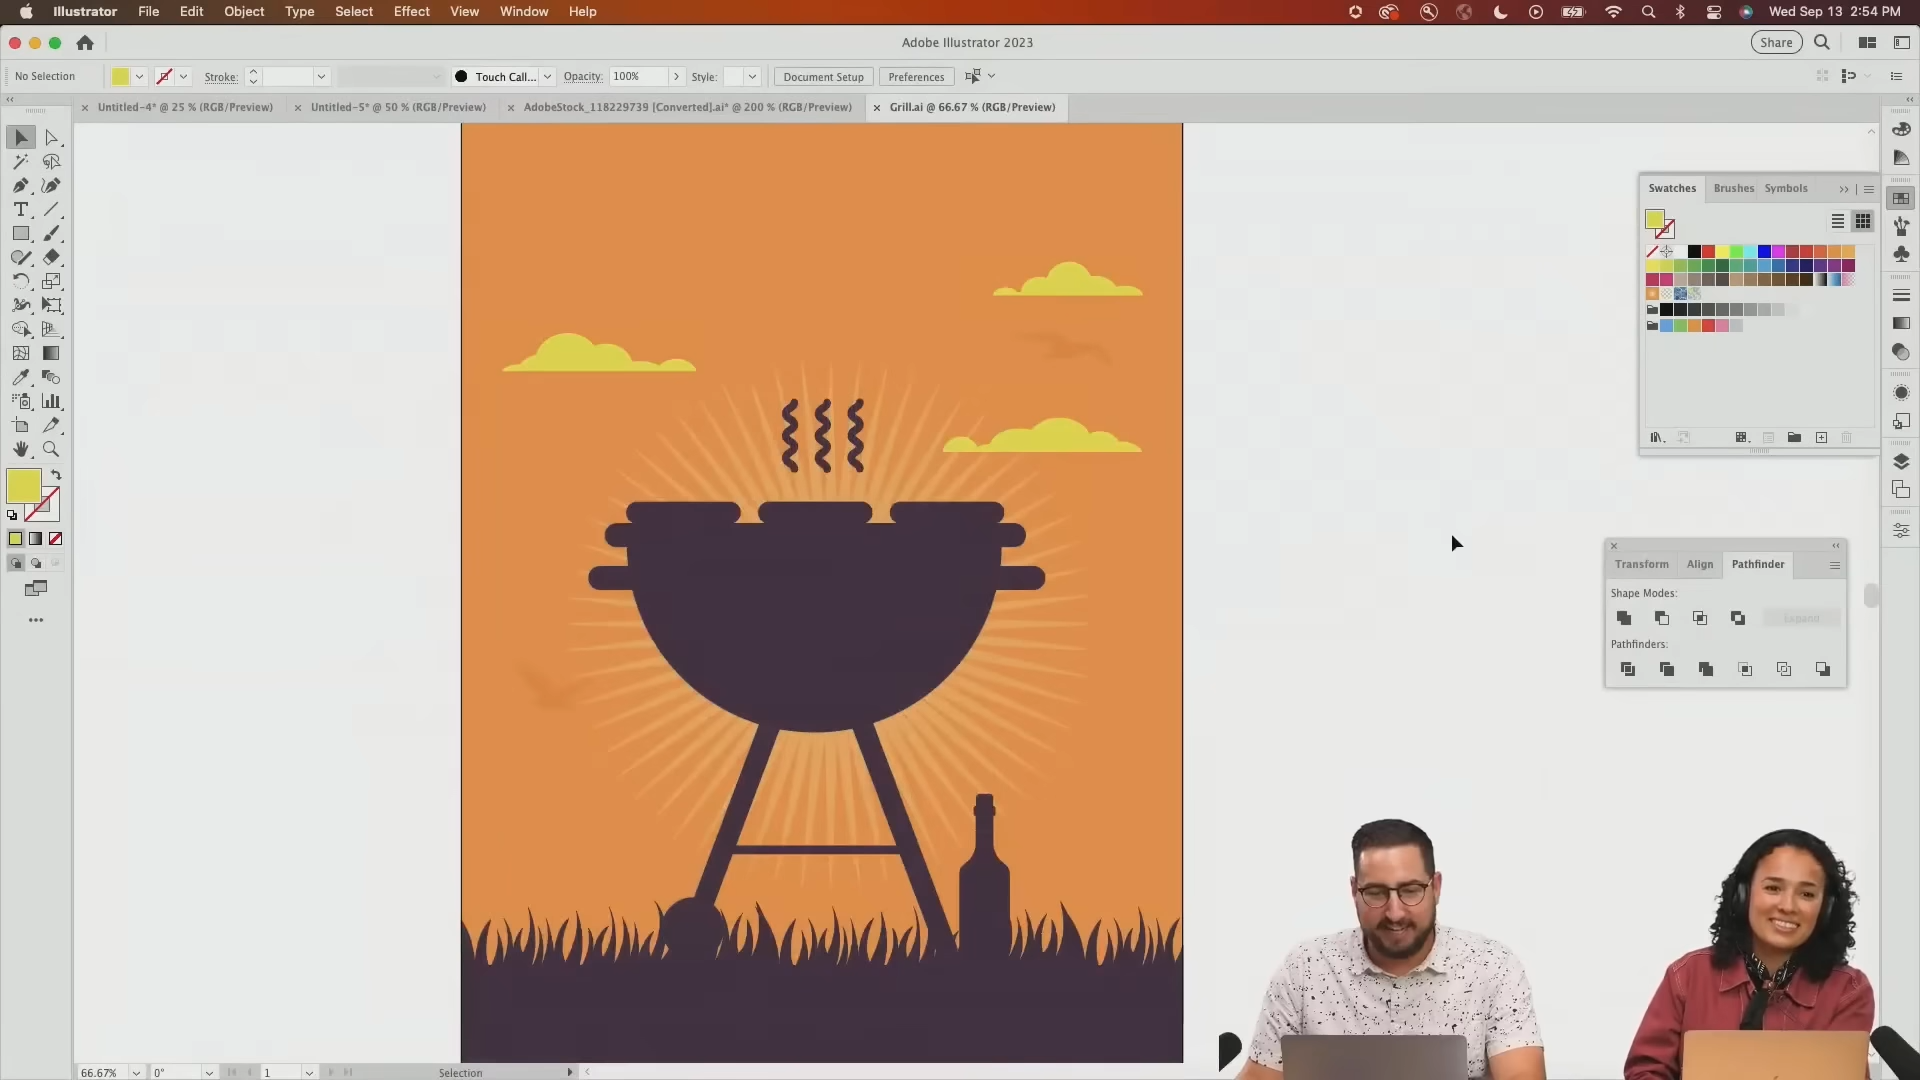 Illustrator File Edit Object Type Select Effect View Window Help
Wed Sep 13 2:54 PM
Adobe Illustrator 2023
Share
No Selection
Stroke:
Touch Call...
Opacity: 100%
Style:
Document Setup
Preferences
Untitled-4* @ 25 % (RGB/Preview)
Untitled-5* @ 50 % (RGB/Preview)
AdobeStock_118229739 [Converted].ai* @ 200 % (RGB/Preview)
Grill.ai @ 66.67 % (RGB/Preview)
Swatches Brushes Symbols
Transform Align Pathfinder
Shape Modes:
Expand
Pathfinders:
66.67% 0° 1 Selection